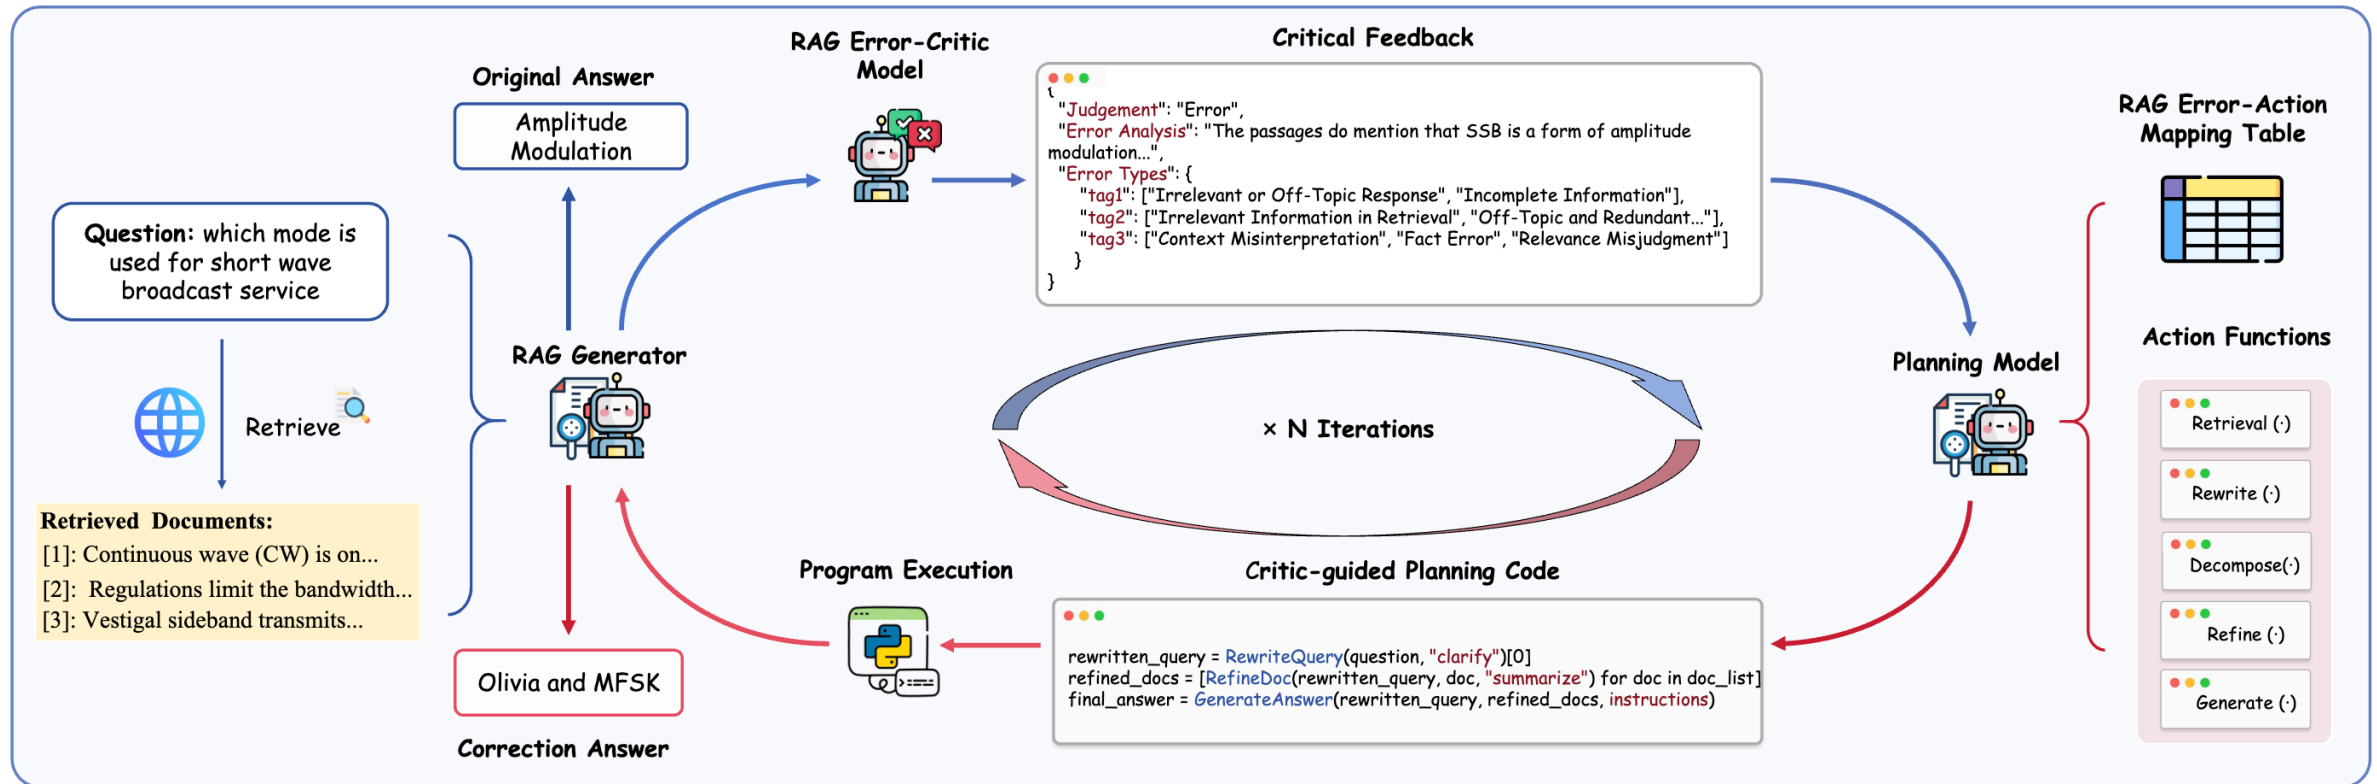 Original Answer
Amplitude
Modulation
Question: which mode is
used for short wave
broadcast service
Retrieve
Retrieved Documents:
[1]: Continuous wave (CW) is on...
[2]: Regulations limit the bandwidth...
[3]: Vestigal sideband transmits...
RAG Generator
Olivia and MFSK
Correction Answer
RAG Error-Critic
Model
Critical Feedback
{
"Judgement": "Error",
"Error Analysis": "The passages do mention that SSB is a form of amplitude
modulation...",
"Error Types": {
"tag1": ["Irrelevant or Off-Topic Response", "Incomplete Information"],
"tag2": ["Irrelevant Information in Retrieval", "Off-Topic and Redundant..."],
"tag3": ["Context Misinterpretation", "Fact Error", "Relevance Misjudgment"]
}
}
× N Iterations
Planning Model
RAG Error-Action
Mapping Table
Action Functions
Retrieval (·)
Rewrite (·)
Decompose(·)
Refine (·)
Generate (·)
Critic-guided Planning Code
rewritten_query = RewriteQuery(question, "clarify")[0]
refined_docs = [RefineDoc(rewritten_query, doc, "summarize") for doc in doc_list]
final_answer = GenerateAnswer(rewritten_query, refined_docs, instructions)
Program Execution